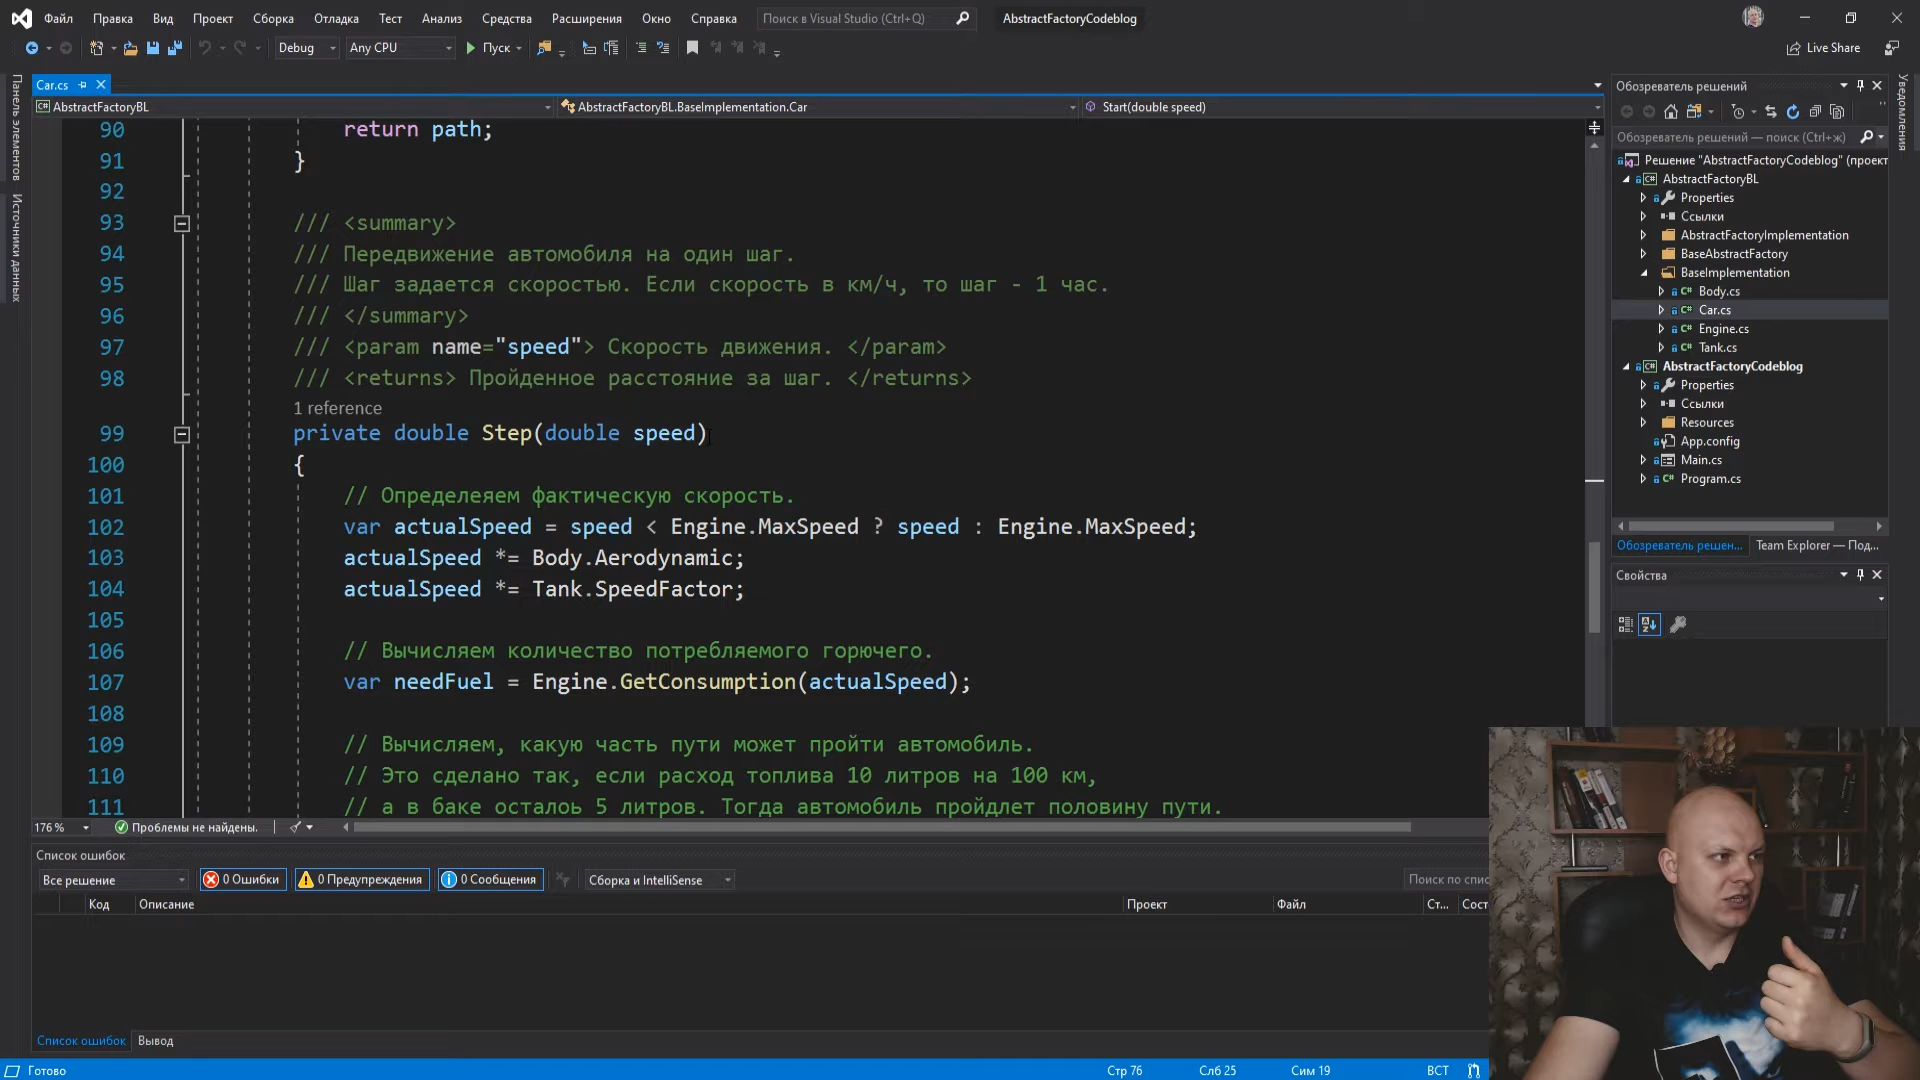 Файл Правка Вид Проект Сборка Отладка Тест Анализ Средства Расширения Окно Справка Поиск в Visual Studio (Ctrl+Q) AbstractFactoryCodeblog
Debug Any CPU Пуск Live Share
Панель элементов
Источники данных
Уведомления
Car.cs
AbstractFactoryBL AbstractFactoryBL.BaseImplementation.Car Start(double speed)
90 return path;
91 }
92
93 /// <summary>
94 /// Передвижение автомобиля на один шаг.
95 /// Шаг задается скоростью. Если скорость в км/ч, то шаг - 1 час.
96 /// </summary>
97 /// <param name="speed"> Скорость движения. </param>
98 /// <returns> Пройденное расстояние за шаг. </returns>
1 reference
99 private double Step(double speed)
100 {
101 // Определеяем фактическую скорость.
102 var actualSpeed = speed < Engine.MaxSpeed ? speed : Engine.MaxSpeed;
103 actualSpeed *= Body.Aerodynamic;
104 actualSpeed *= Tank.SpeedFactor;
105
106 // Вычисляем количество потребляемого горючего.
107 var needFuel = Engine.GetConsumption(actualSpeed);
108
109 // Вычисляем, какую часть пути может пройти автомобиль.
110 // Это сделано так, если расход топлива 10 литров на 100 км,
111 // а в баке осталоь 5 литров. Тогда автомобиль пройдлет половину пути.
176 % Проблемы не найдены.
Обозреватель решений
Обозреватель решений — поиск (Ctrl+ж)
Решение "AbstractFactoryCodeblog" (проект
AbstractFactoryBL
Properties
Ссылки
AbstractFactoryImplementation
BaseAbstractFactory
BaseImplementation
Body.cs
Car.cs
Engine.cs
Tank.cs
AbstractFactoryCodeblog
Properties
Ссылки
Resources
App.config
Main.cs
Program.cs
Обозреватель решен... Team Explorer — Под...
Свойства
Список ошибок
Все решение 0 Ошибки 0 Предупреждения 0 Сообщения Сборка и IntelliSense Поиск по спис
Код Описание Проект Файл Ст... Сост
Список ошибок Вывод
Готово Стр 76 Слб 25 Сим 19 ВСТ